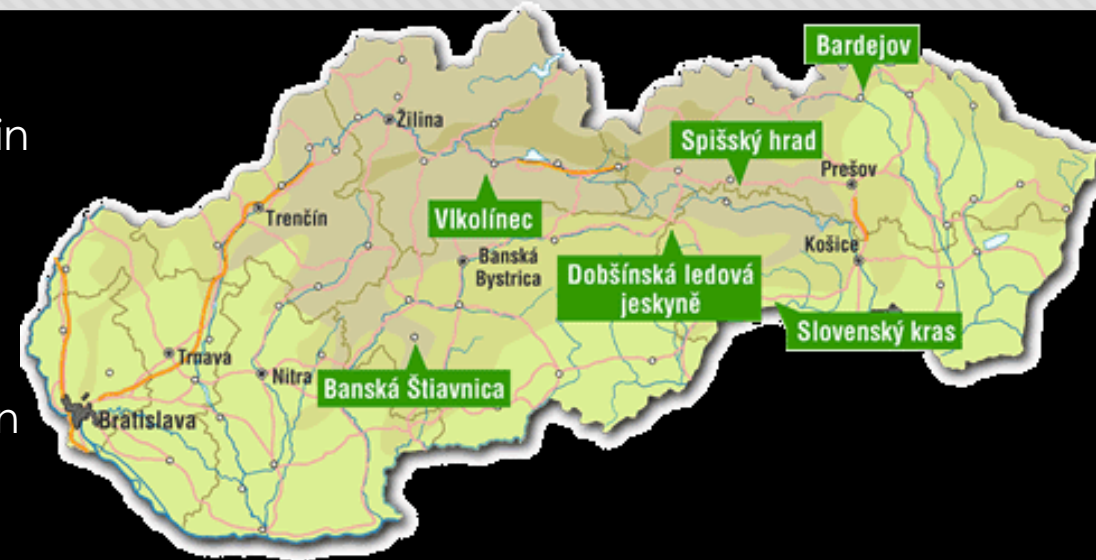 Bardejov
in
Žilina
Spišský hrad
Prešov
Trenčín
Vlkolínec
Košice
Banská
Bystrica
Dobšínská ledová
jeskyně
Slovenský kras
Trnava
Nitra
Banská Štiavnica
n
Bratislava